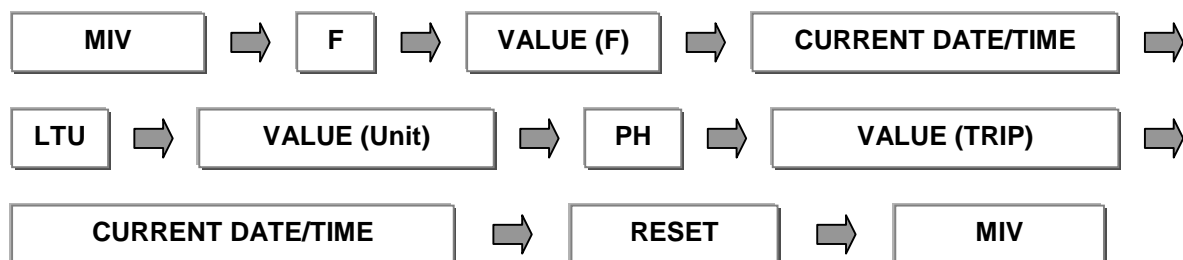 MIV F VALUE (F) CURRENT DATE/TIME
LTU VALUE (Unit) PH VALUE (TRIP)
CURRENT DATE/TIME RESET MIV